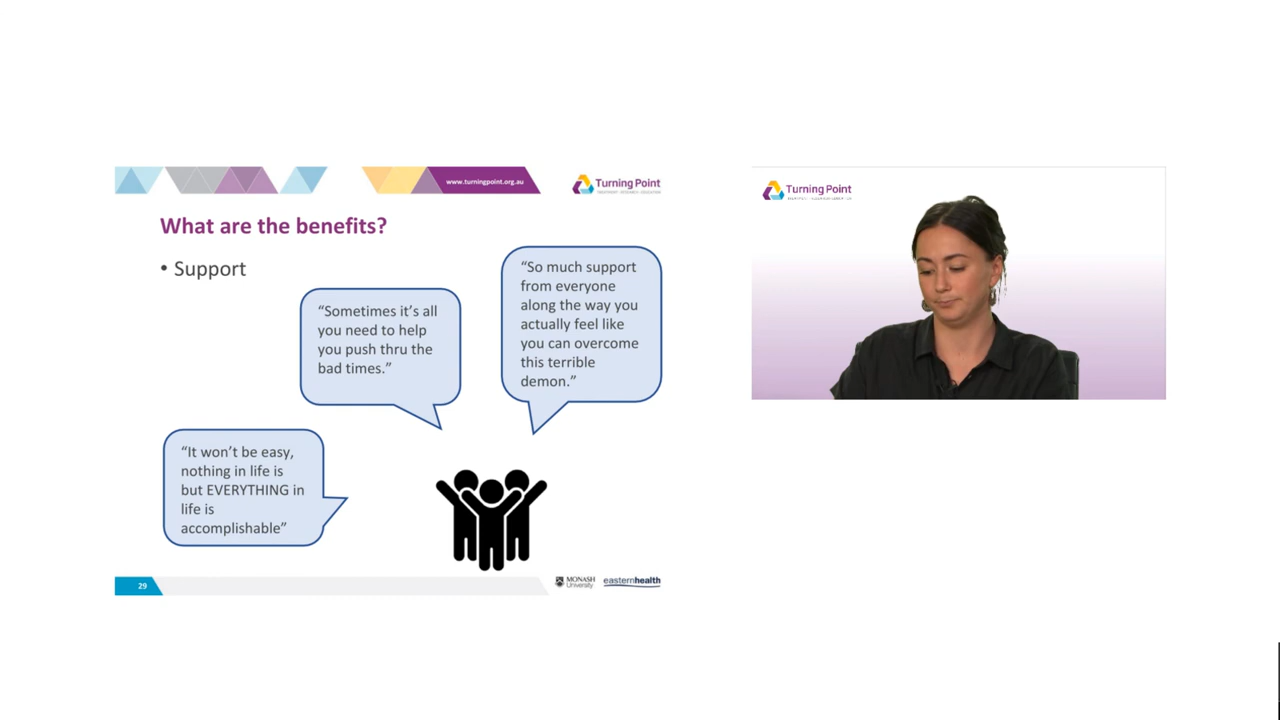 www.turningpoint.org.au
Turning Point
What are the benefits?
• Support
“So much support
from everyone
along the way you
actually feel like
you can overcome
this terrible
demon.”
“Sometimes it’s all
you need to help
you push thru the
bad times.”
“It won’t be easy,
nothing in life is
but EVERYTHING in
life is
accomplishable”
29
MONASH
University
easternhealth
Turning Point